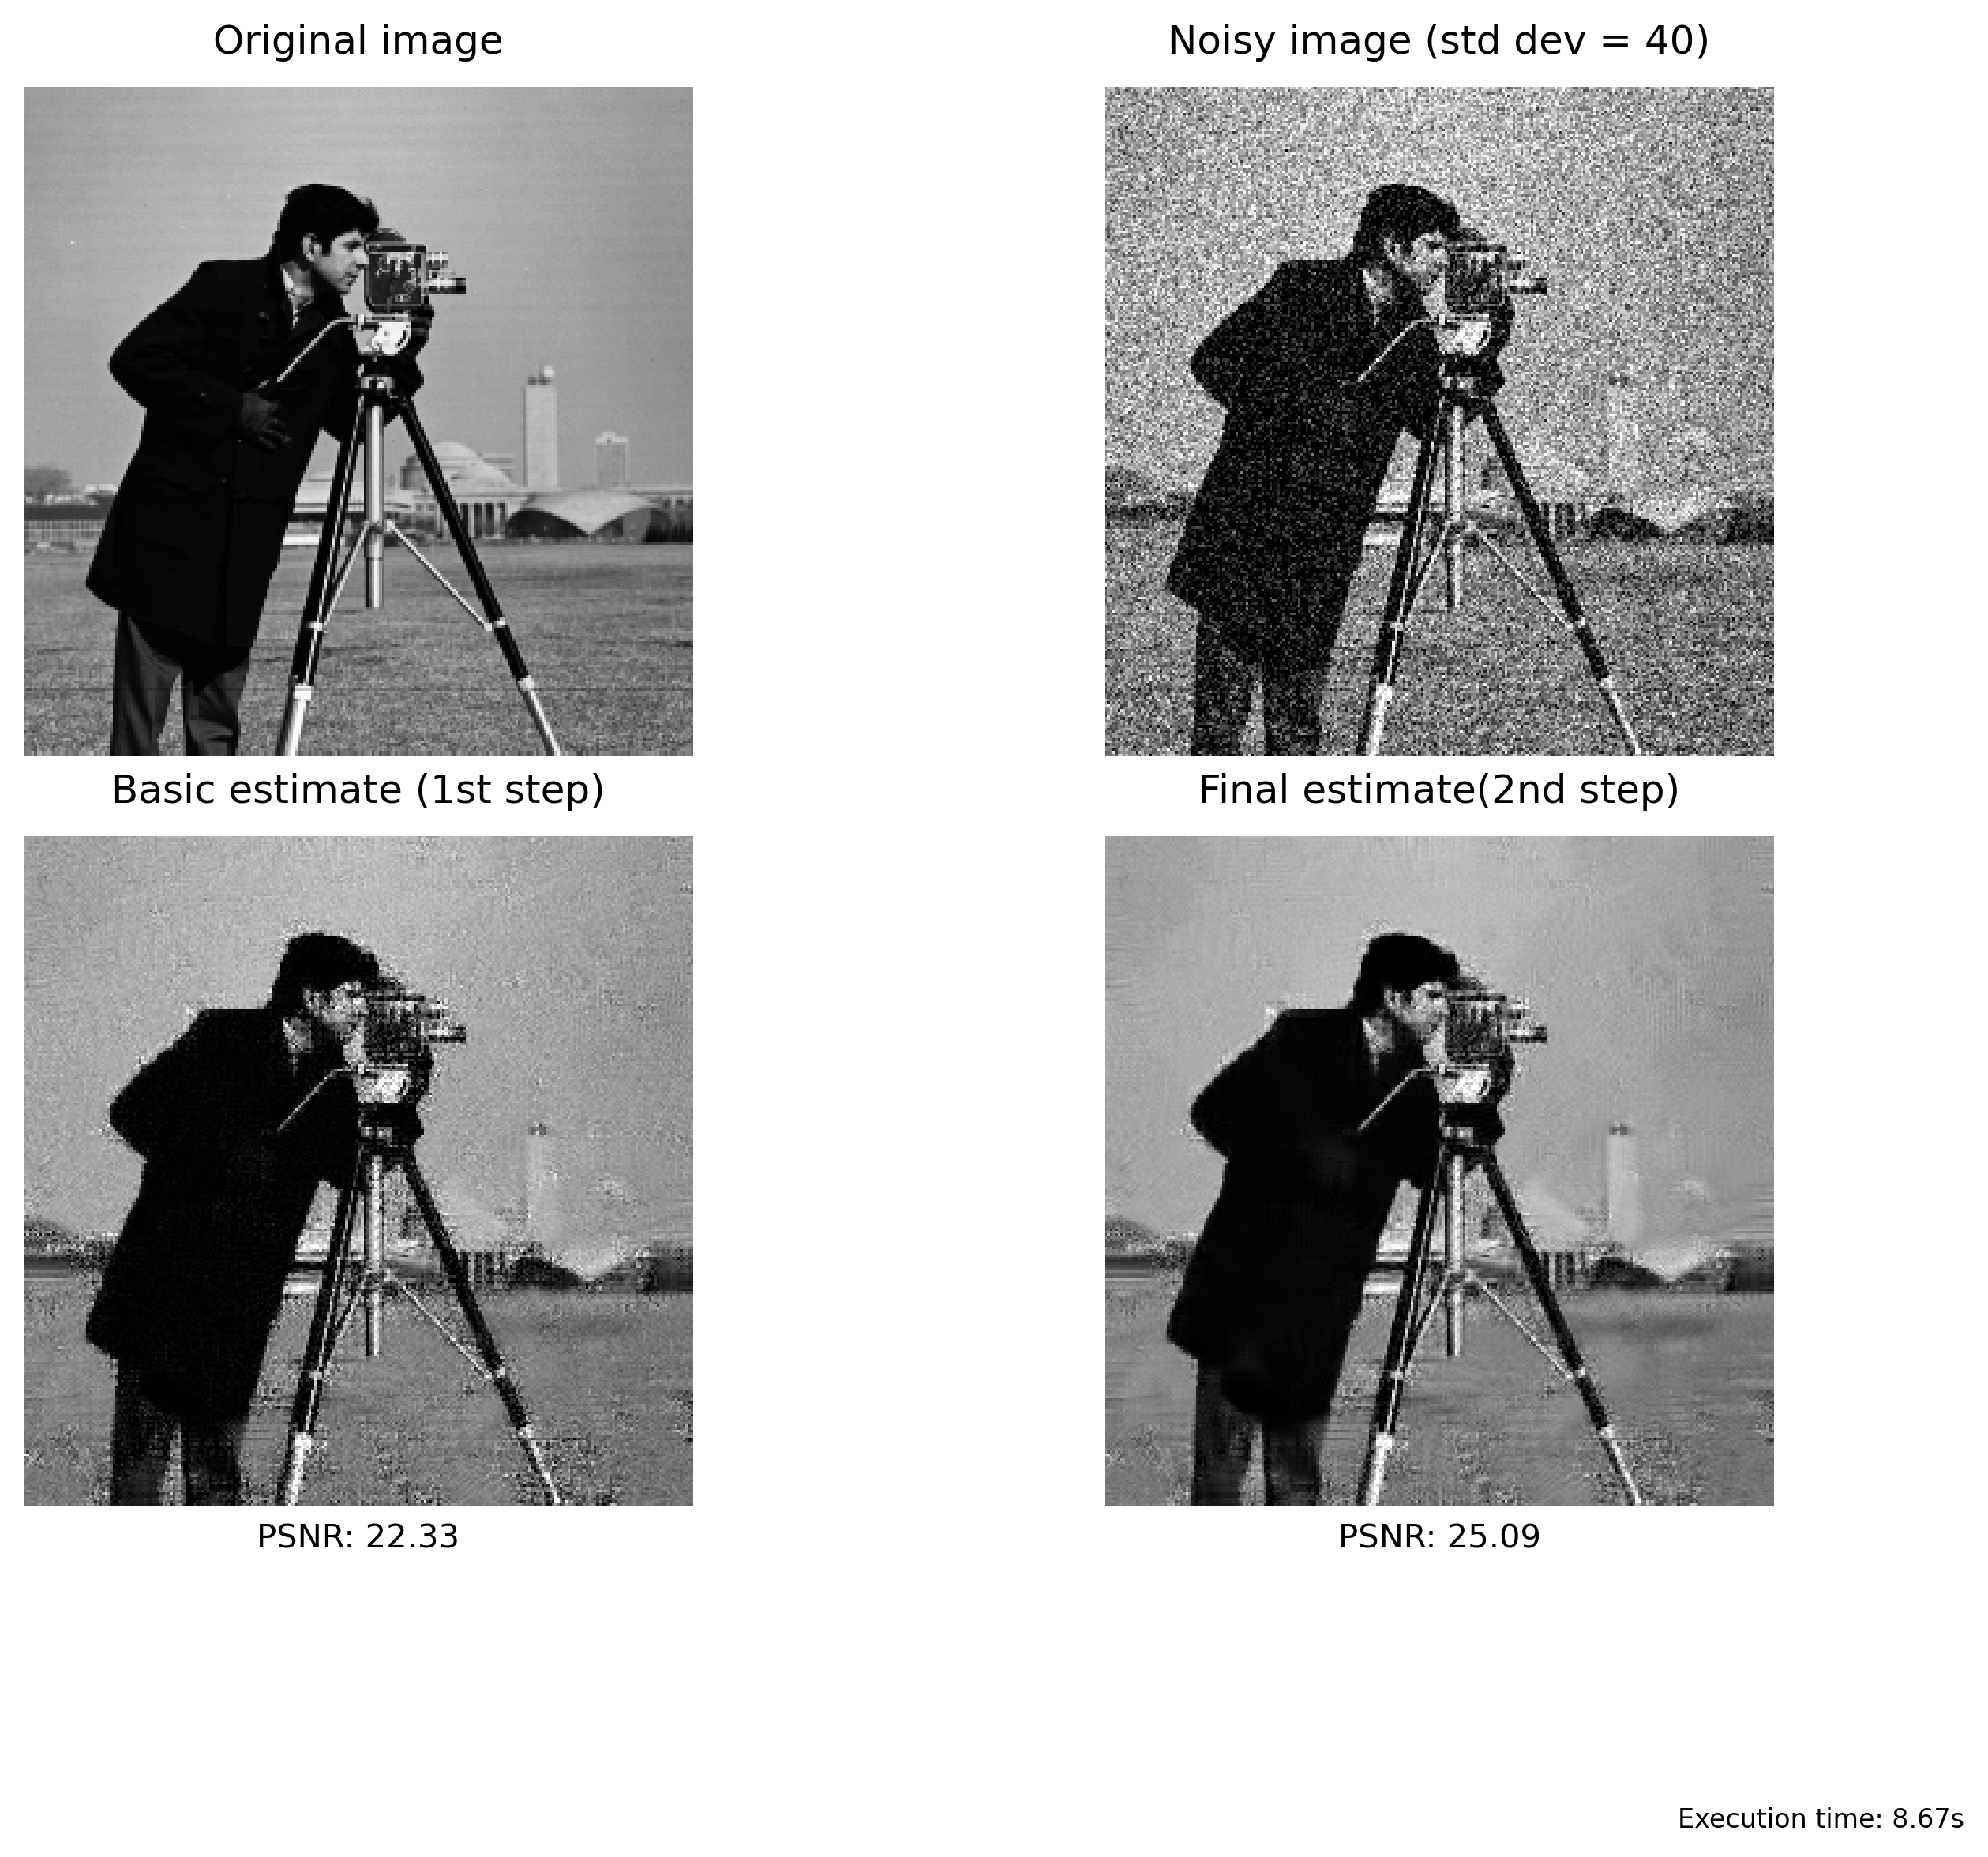 Original image
Noisy image (std dev = 40)
Basic estimate (1st step)
Final estimate(2nd step)
PSNR: 22.33
PSNR: 25.09
Execution time: 8.67s